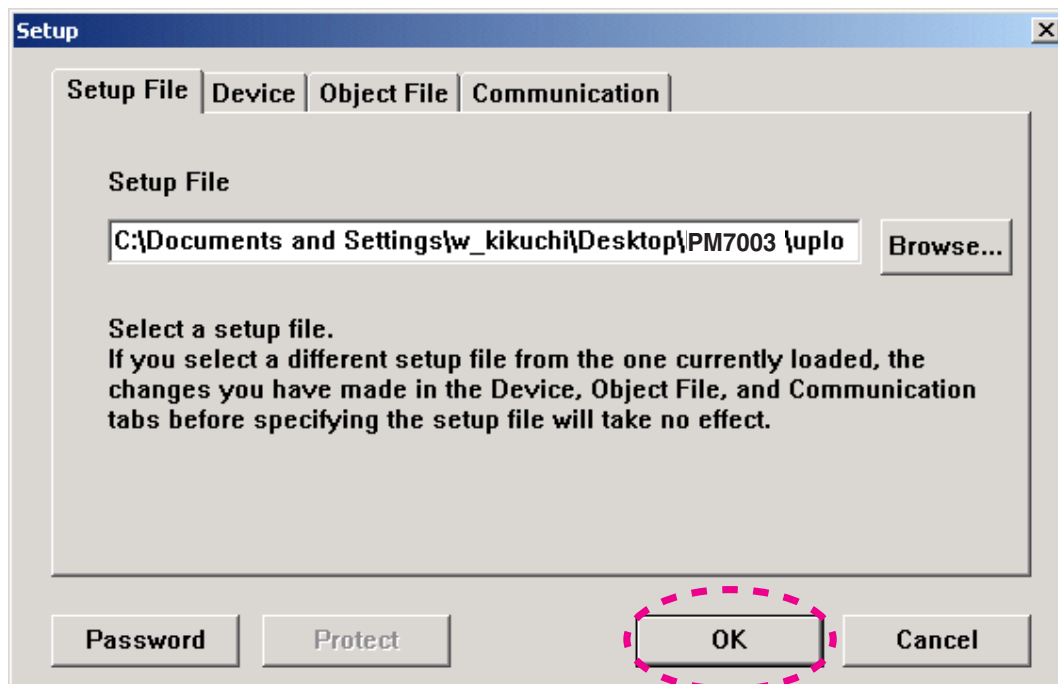 Setup
Setup File Device Object File Communication
Setup File
C:\Documents and Settings\w_kikuchi\Desktop\PM7003 \uplo
Browse...
Select a setup file.
If you select a different setup file from the one currently loaded, the
changes you have made in the Device, Object File, and Communication
tabs before specifying the setup file will take no effect.
Password Protect OK Cancel